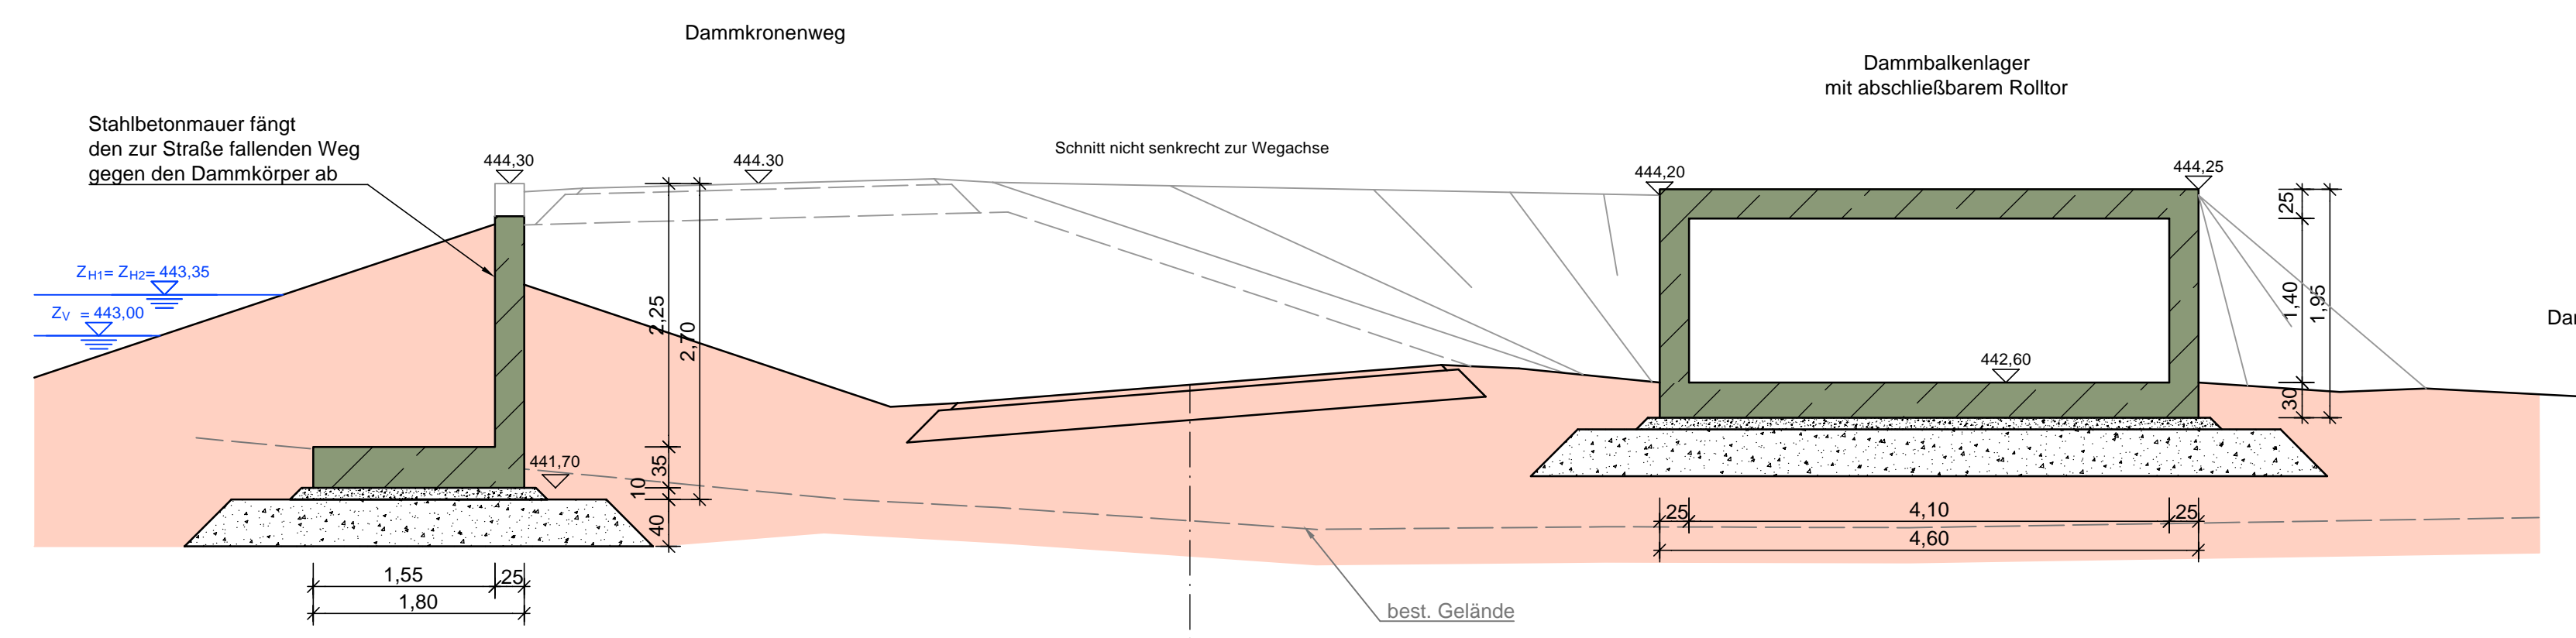 Dammkronenweg
Dammbalkenlager
mit abschließbarem Rolltor
Stahlbetonmauer fängt
den zur Straße fallenden Weg
gegen den Dammkörper ab
Schnitt nicht senkrecht zur Wegachse
444,30
444.30
444,20
444,25
ZH1= ZH2= 443,35
ZV = 443,00
2,25
2,70
35
10
40
441,70
442,60
25
1,40
1,95
30
1,55
25
1,80
25
4,10
25
4,60
best. Gelände